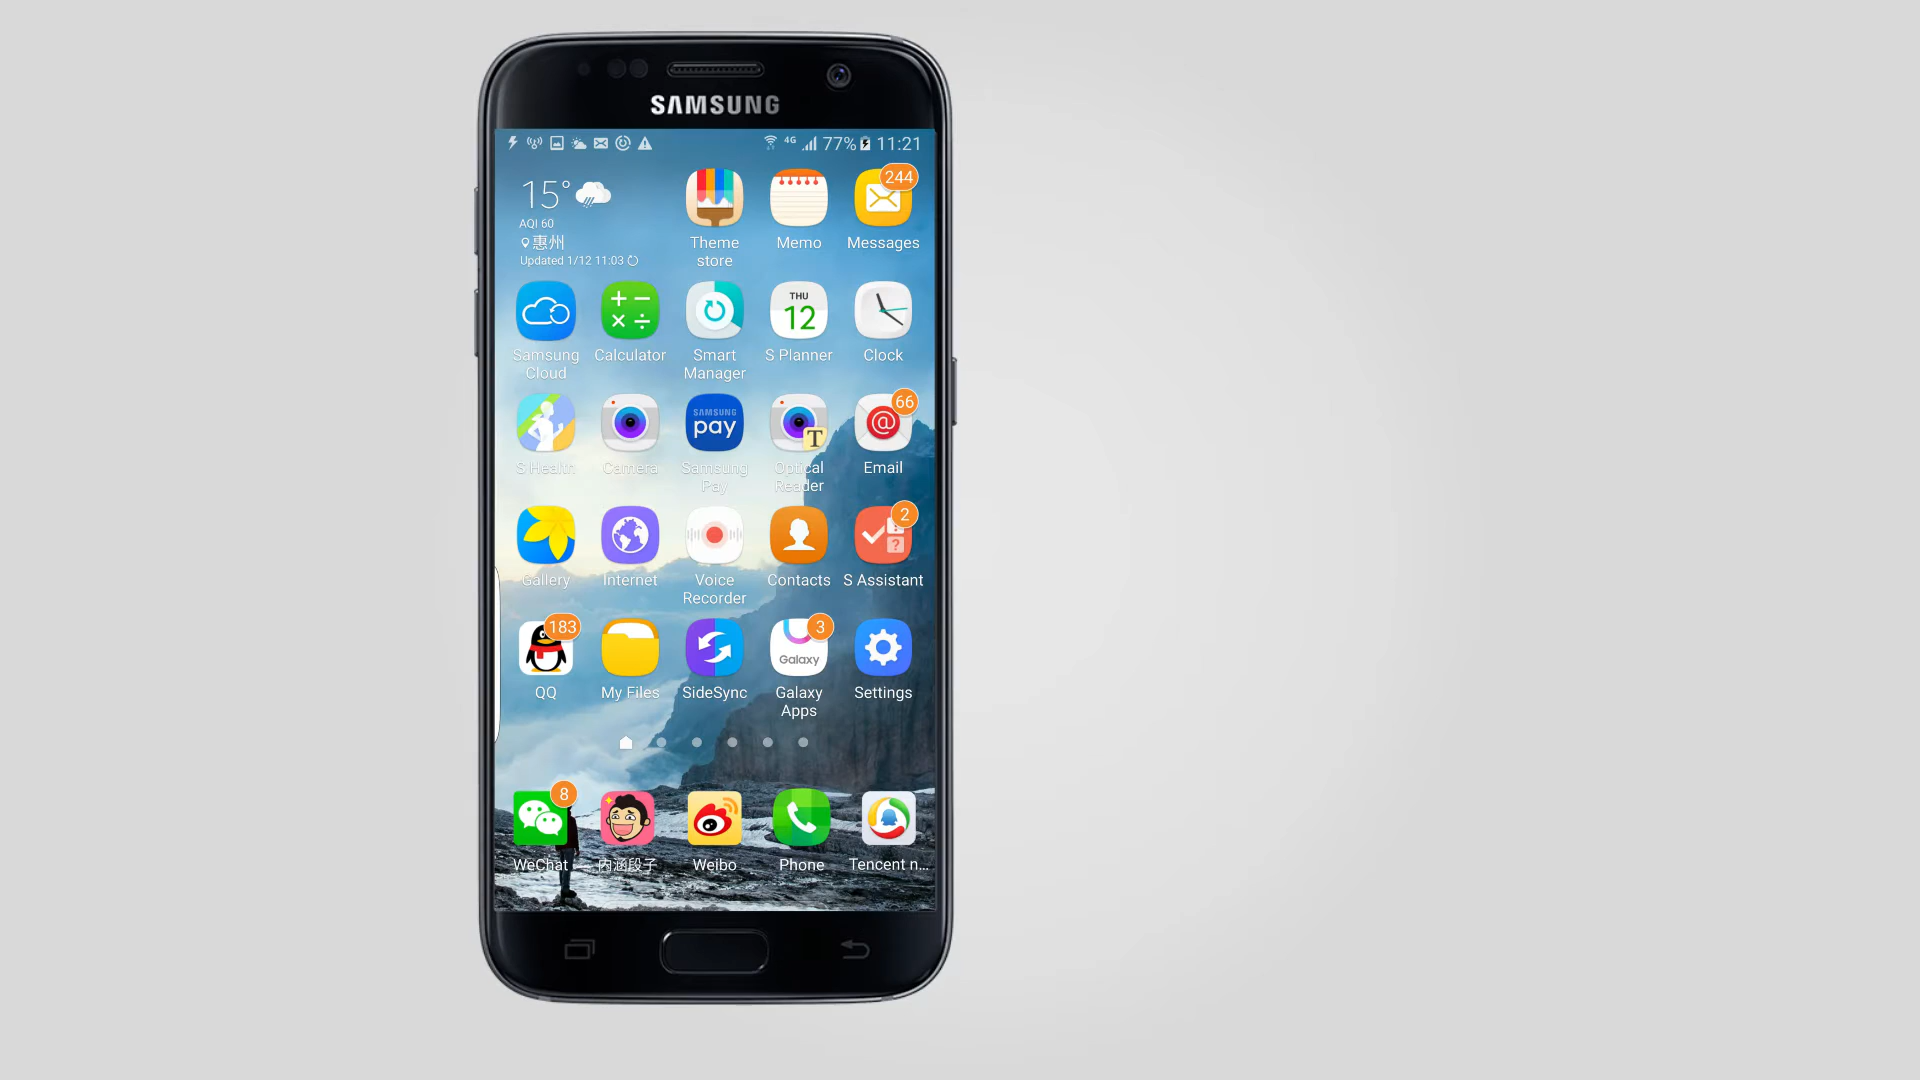 SAMSUNG
4G 77% 11:21
15°
AQI 60
惠州
Updated 1/12 11:03
Theme store
Memo
244
Messages
Samsung Cloud
Calculator
Smart Manager
THU
12
S Planner
Clock
S Health
Camera
SAMSUNG
pay
Samsung Pay
T
Optical Reader
66
@
Email
Gallery
Internet
Voice Recorder
Contacts
2
?
S Assistant
183
QQ
My Files
SideSync
3
Galaxy
Galaxy Apps
Settings
8
WeChat
内涵段子
Weibo
Phone
Tencent n...